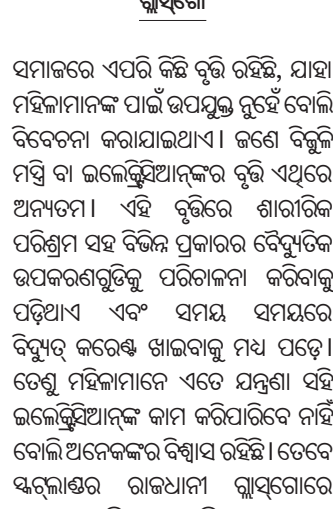 ଗ୍ଲାସ୍‌ଗୋ
ସମାଜରେ ଏପରି କିଛି ବୃତ୍ତି ରହିଛି, ଯାହା
ମହିଳାମାନଙ୍କ ପାଇଁ ଉପଯୁକ୍ତ ନୁହେଁ ବୋଲି
ବିବେଚନା କରାଯାଇଥାଏ। ଜଣେ ବିଜୁଳି
ମିସ୍ତ୍ରି ବା ଇଲେକ୍ଟ୍ରିସିଆନ୍‌ଙ୍କର ବୃତ୍ତି ଏଥିରେ
ଅନ୍ୟତମ। ଏହି ବୃତ୍ତିରେ ଶାରୀରିକ
ପରିଶ୍ରମ ସହ ବିଭିନ୍ନ ପ୍ରକାରର ବୈଦ୍ୟୁତିକ
ଉପକରଣଗୁଡିକୁ ପରିଚାଳନା କରିବାକୁ
ପଡ଼ିଥାଏ ଏବଂ ସମୟ ସମୟରେ
ବିଦ୍ୟୁତ୍ କରେଣ୍ଟ ଖାଇବାକୁ ମଧ୍ୟ ପଡ଼େ।
ତେଣୁ ମହିଳାମାନେ ଏତେ ଯନ୍ତ୍ରଣା ସହି
ଇଲେକ୍ଟ୍ରିସିଆନ୍‌ଙ୍କ କାମ କରିପାରିବେ ନାହିଁ
ବୋଲି ଅନେକଙ୍କର ବିଶ୍ୱାସ ରହିଛି। ତେବେ
ସ୍କଟ୍‌ଲାଣ୍ଡର ରାଜଧାନୀ ଗ୍ଲାସ୍‌ଗୋରେ